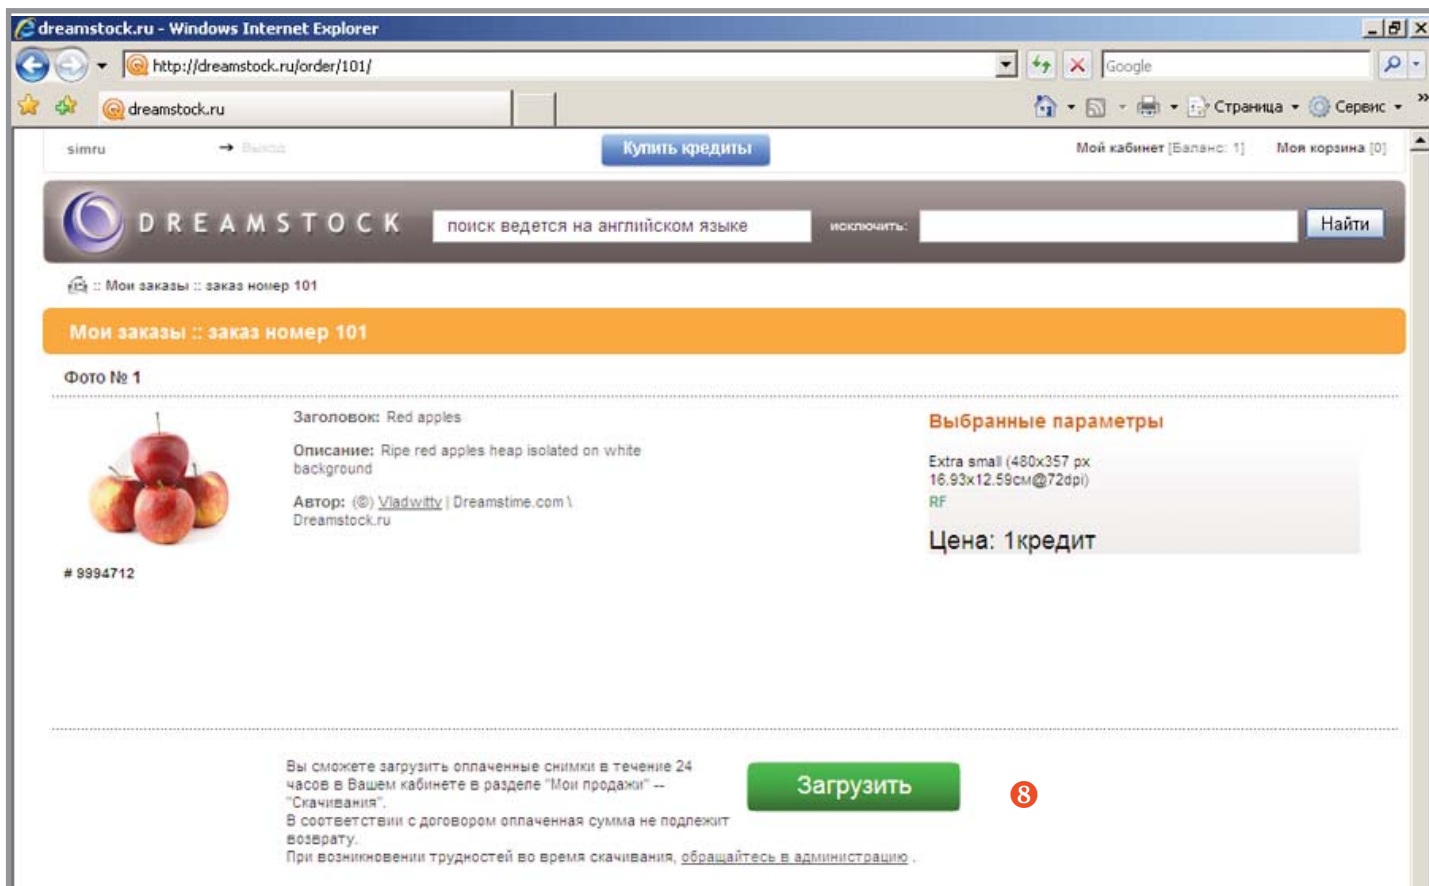 dreamstock.ru - Windows Internet Explorer
http://dreamstock.ru/order/101/
Google
dreamstock.ru
Страница
Сервис
simru
Выход
Купить кредиты
Мой кабинет [Баланс: 1]
Моя корзина [0]
DREAMSTOCK
поиск ведется на английском языке
исключить:
Найти
:: Мои заказы :: заказ номер 101
Мои заказы :: заказ номер 101
Фото № 1
Заголовок: Red apples
Описание: Ripe red apples heap isolated on white
background
Автор: (©) Vladwitty | Dreamstime.com \
Dreamstock.ru
# 9994712
Выбранные параметры
Extra small (480x357 px
16.93x12.59см@72dpi)
RF
Цена: 1кредит
Вы сможете загрузить оплаченные снимки в течение 24
часов в Вашем кабинете в разделе "Мои продажи" --
"Скачивания".
В соответствии с договором оплаченная сумма не подлежит
возврату.
При возникновении трудностей во время скачивания, обращайтесь в администрацию .
Загрузить
8